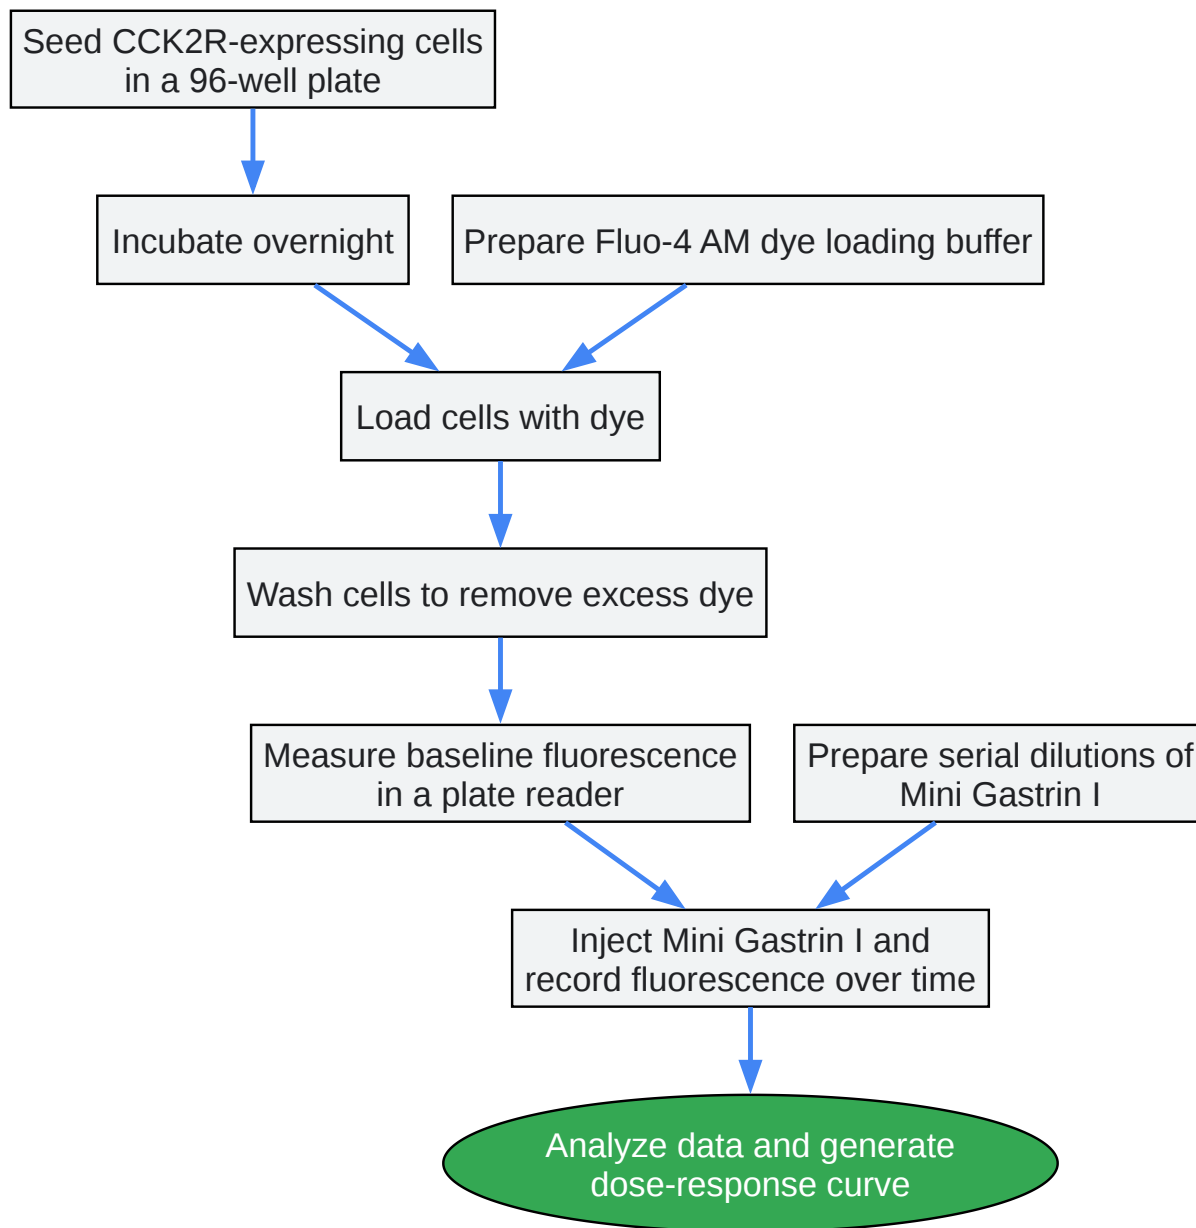 Seed CCK2R-expressing cells
in a 96-well plate
Incubate overnight
Prepare Fluo-4 AM dye loading buffer
Load cells with dye
Wash cells to remove excess dye
Measure baseline fluorescence
in a plate reader
Prepare serial dilutions of
Mini Gastrin I
Inject Mini Gastrin I and
record fluorescence over time
Analyze data and generate
dose-response curve